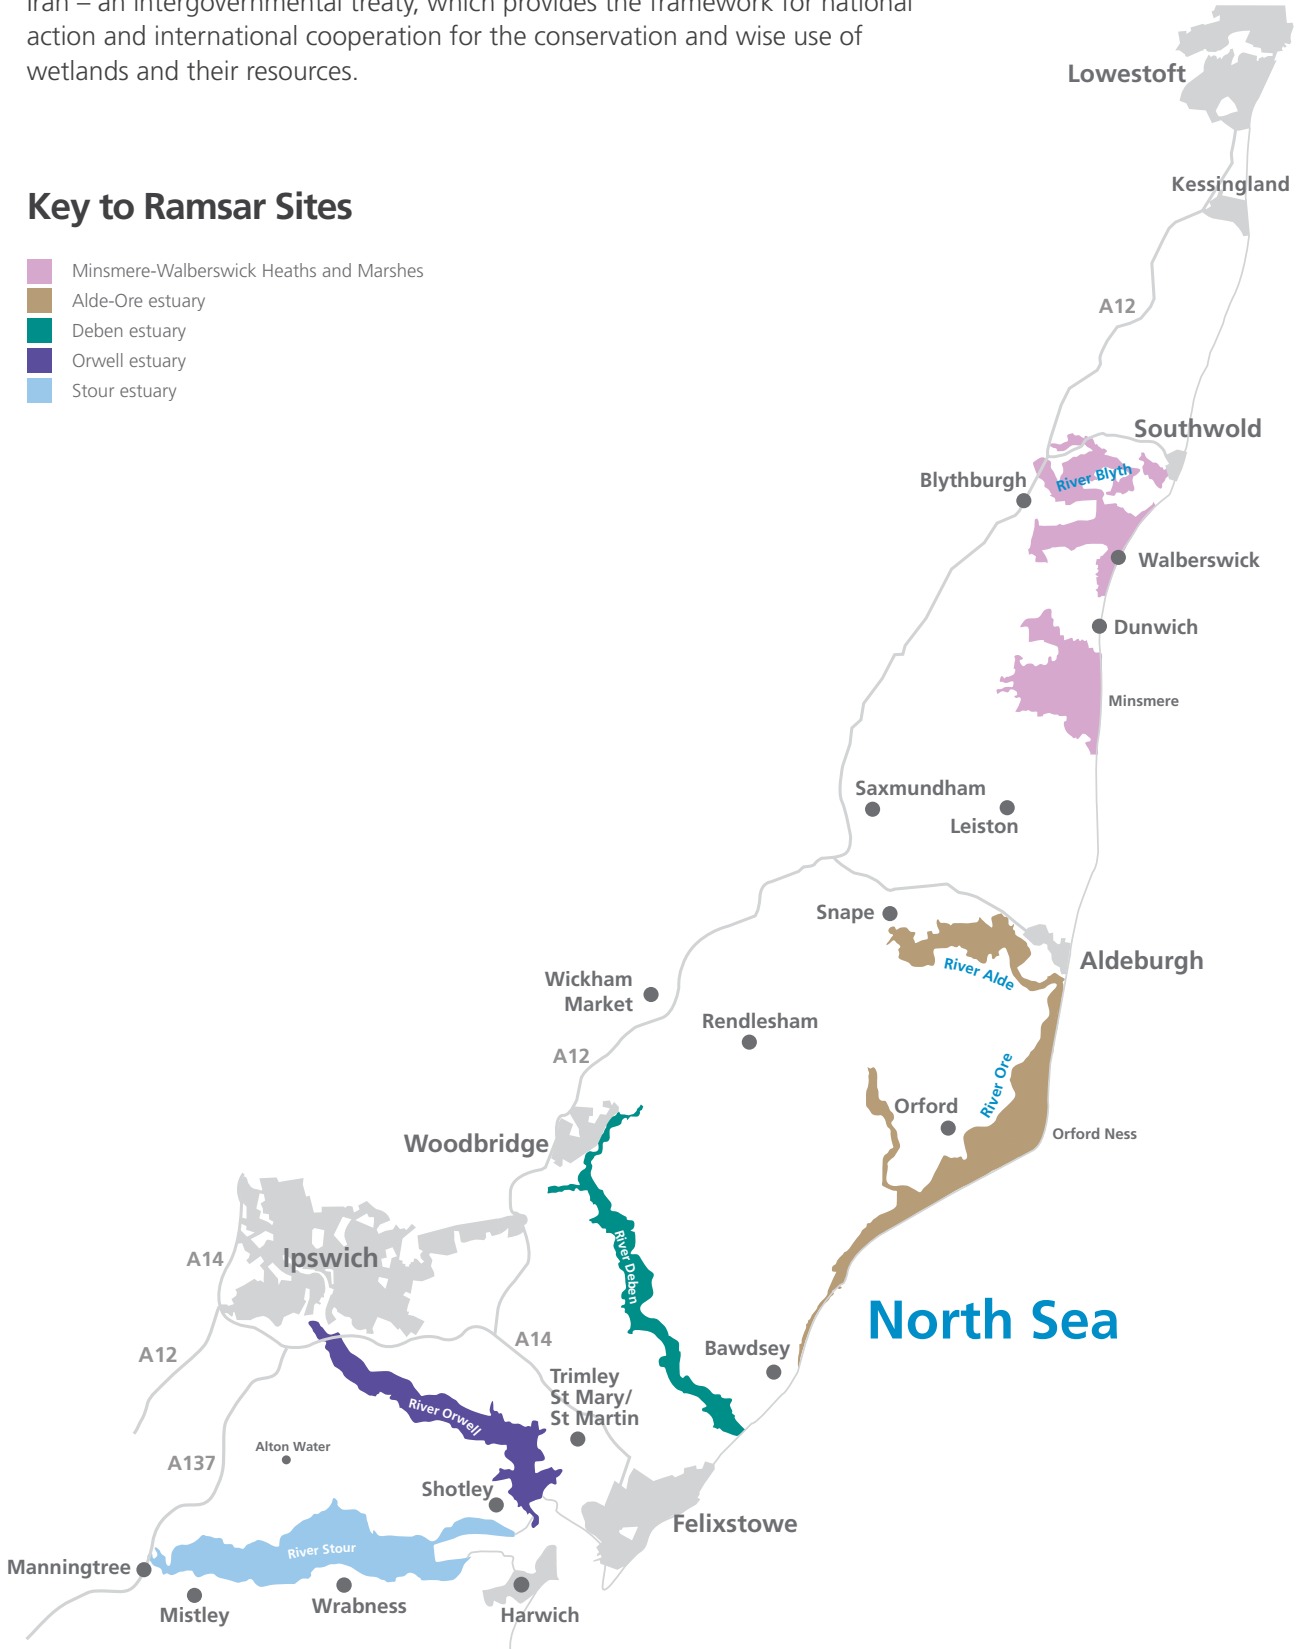 Iran – an intergovernmental treaty, which provides the framework for national
action and international cooperation for the conservation and wise use of
wetlands and their resources.
Lowestoft
Kessingland
Key to Ramsar Sites
Minsmere-Walberswick Heaths and Marshes
Alde-Ore estuary
Deben estuary
Orwell estuary
Stour estuary
A12
Southwold
Blythburgh
River Blyth
Walberswick
Dunwich
Minsmere
Saxmundham
Leiston
Snape
River Alde
Aldeburgh
Wickham
Market
Rendlesham
A12
River Ore
Orford
Orford Ness
Woodbridge
Ipswich
A14
River Deben
North Sea
A12
A14
Bawdsey
Trimley
St Mary/
St Martin
River Orwell
Alton Water
A137
Shotley
Felixstowe
River Stour
Manningtree
Mistley
Wrabness
Harwich